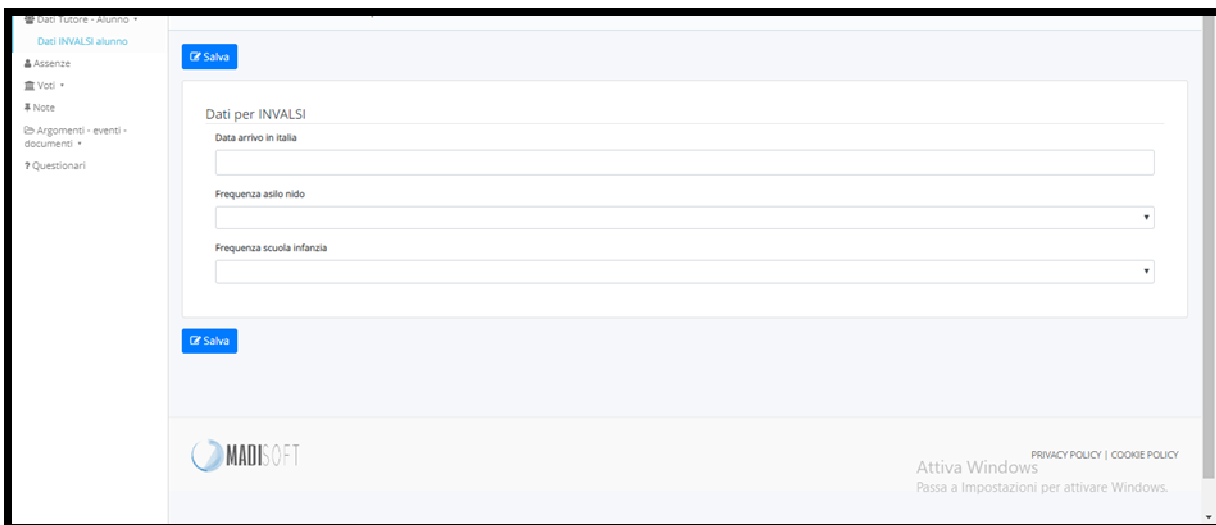 Dati Tutore - Alunno
Dati INVALSI alunno
Assenze
Voti
Note
Argomenti - eventi -
documenti
? Questionari
Salva
Dati per INVALSI
Data arrivo in italia
Frequenza asilo nido
Frequenza scuola infanzia
Salva
MADISOFT
PRIVACY POLICY | COOKIE POLICY
Attiva Windows
Passa a Impostazioni per attivare Windows.